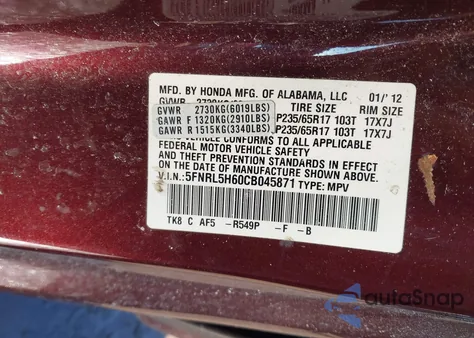 MFD. BY HONDA MFG. OF ALABAMA, LLC 01/'12
GVWR TIRE SIZE RIM SIZE
GVWR 2730KG(6019LBS)
GAWR F 1320KG(2910LBS) P235/65R17 103T 17X7J
GAWR R 1515KG(3340LBS) P235/65R17 103T 17X7J
VEHICLE CONFORMS TO ALL APPLICABLE
FEDERAL MOTOR VEHICLE SAFETY
AND THEFT PREVENTION STANDARDS IN EFFECT ON
THE DATE OF MANUFACTURE SHOWN ABOVE.
V.I.N.: 5FNRL5H60CB045871 TYPE: MPV
TK8 C AF5 -R549P -F -B
autoSnap